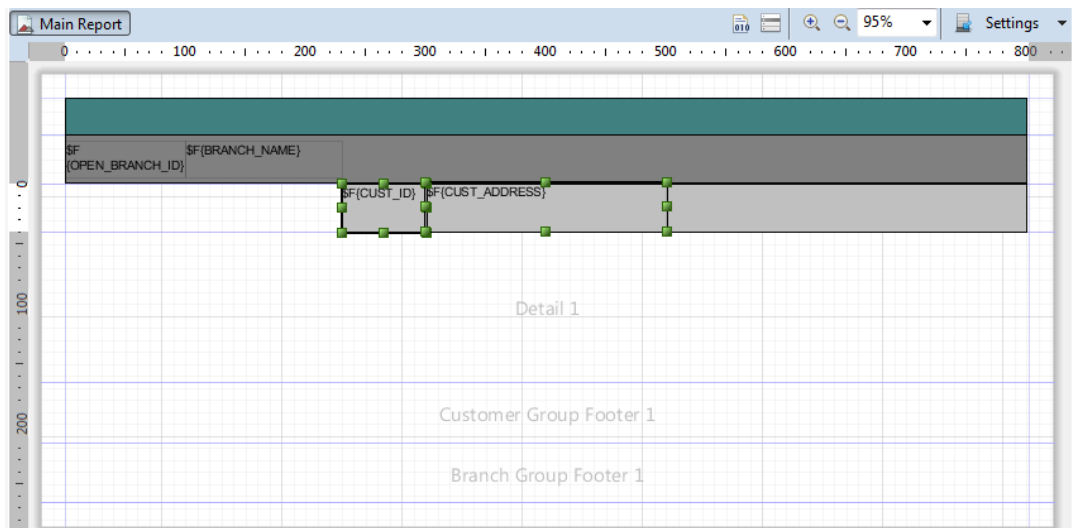 Main Report
95%
Settings
0 100 200 300 400 500 600 700 800
$F
{OPEN_BRANCH_ID}
$F{BRANCH_NAME}
0
$F{CUST_ID}
$F{CUST_ADDRESS}
100
Detail 1
200
Customer Group Footer 1
Branch Group Footer 1